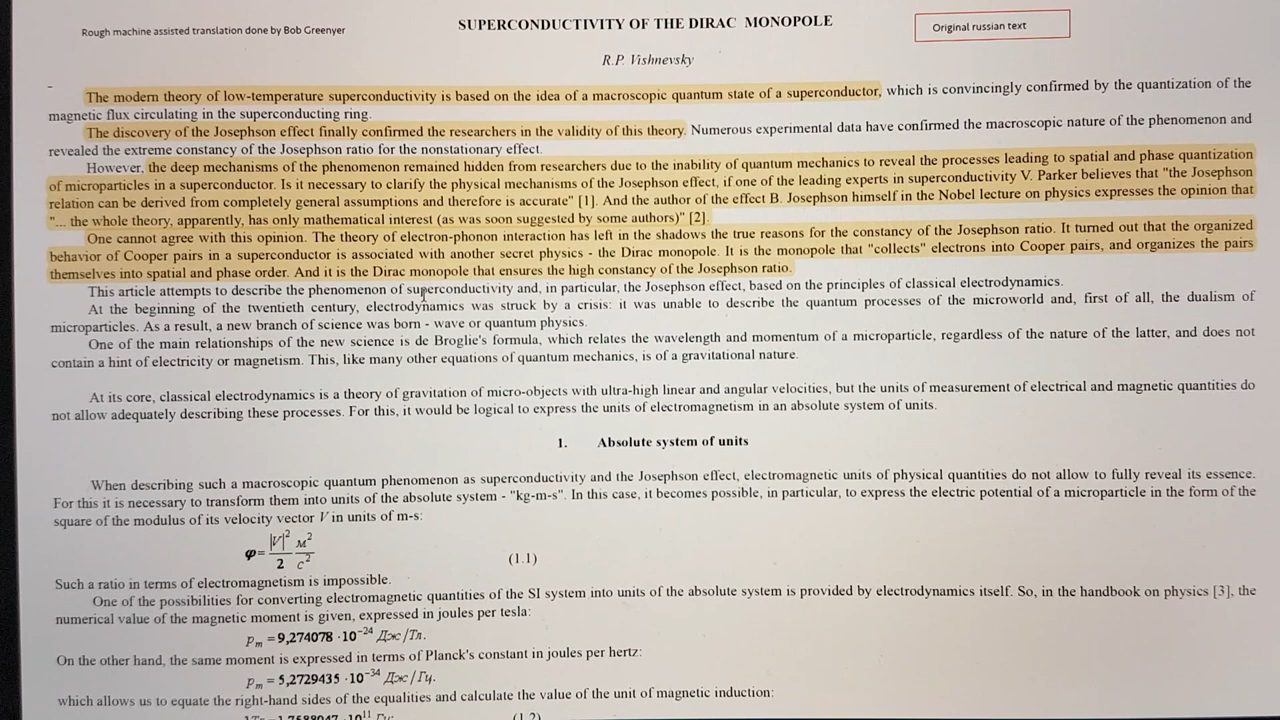 Rough machine assisted translation done by Bob Greenyer
SUPERCONDUCTIVITY OF THE DIRAC MONOPOLE
Original russian text
R.P. Vishnevsky
The modern theory of low-temperature superconductivity is based on the idea of a macroscopic quantum state of a superconductor, which is convincingly confirmed by the quantization of the
magnetic flux circulating in the superconducting ring.
The discovery of the Josephson effect finally confirmed the researchers in the validity of this theory. Numerous experimental data have confirmed the macroscopic nature of the phenomenon and
revealed the extreme constancy of the Josephson ratio for the nonstationary effect.
However, the deep mechanisms of the phenomenon remained hidden from researchers due to the inability of quantum mechanics to reveal the processes leading to spatial and phase quantization
of microparticles in a superconductor. Is it necessary to clarify the physical mechanisms of the Josephson effect, if one of the leading experts in superconductivity V. Parker believes that "the Josephson
relation can be derived from completely general assumptions and therefore is accurate" [1]. And the author of the effect B. Josephson himself in the Nobel lecture on physics expresses the opinion that
"... the whole theory, apparently, has only mathematical interest (as was soon suggested by some authors)" [2].
One cannot agree with this opinion. The theory of electron-phonon interaction has left in the shadows the true reasons for the constancy of the Josephson ratio. It turned out that the organized
behavior of Cooper pairs in a superconductor is associated with another secret physics - the Dirac monopole. It is the monopole that "collects" electrons into Cooper pairs, and organizes the pairs
themselves into spatial and phase order. And it is the Dirac monopole that ensures the high constancy of the Josephson ratio.
This article attempts to describe the phenomenon of superconductivity and, in particular, the Josephson effect, based on the principles of classical electrodynamics.
At the beginning of the twentieth century, electrodynamics was struck by a crisis: it was unable to describe the quantum processes of the microworld and, first of all, the dualism of
microparticles. As a result, a new branch of science was born - wave or quantum physics.
One of the main relationships of the new science is de Broglie's formula, which relates the wavelength and momentum of a microparticle, regardless of the nature of the latter, and does not
contain a hint of electricity or magnetism. This, like many other equations of quantum mechanics, is of a gravitational nature.
At its core, classical electrodynamics is a theory of gravitation of micro-objects with ultra-high linear and angular velocities, but the units of measurement of electrical and magnetic quantities do
not allow adequately describing these processes. For this, it would be logical to express the units of electromagnetism in an absolute system of units.
1. Absolute system of units
When describing such a macroscopic quantum phenomenon as superconductivity and the Josephson effect, electromagnetic units of physical quantities do not allow to fully reveal its essence.
For this it is necessary to transform them into units of the absolute system - "kg-m-s". In this case, it becomes possible, in particular, to express the electric potential of a microparticle in the form of the
square of the modulus of its velocity vector V in units of m-s:
φ = |V|²/2 м²/с² (1.1)
Such a ratio in terms of electromagnetism is impossible.
One of the possibilities for converting electromagnetic quantities of the SI system into units of the absolute system is provided by electrodynamics itself. So, in the handbook on physics [3], the
numerical value of the magnetic moment is given, expressed in joules per tesla:
pₘ = 9,274078 · 10⁻²⁴ Дж/Тл.
On the other hand, the same moment is expressed in terms of Planck's constant in joules per hertz:
pₘ = 5,2729435 · 10⁻³⁴ Дж/Гц.
which allows us to equate the right-hand sides of the equalities and calculate the value of the unit of magnetic induction:
1Тл = 1,7588047 · 10¹¹ Гц; (1.2)